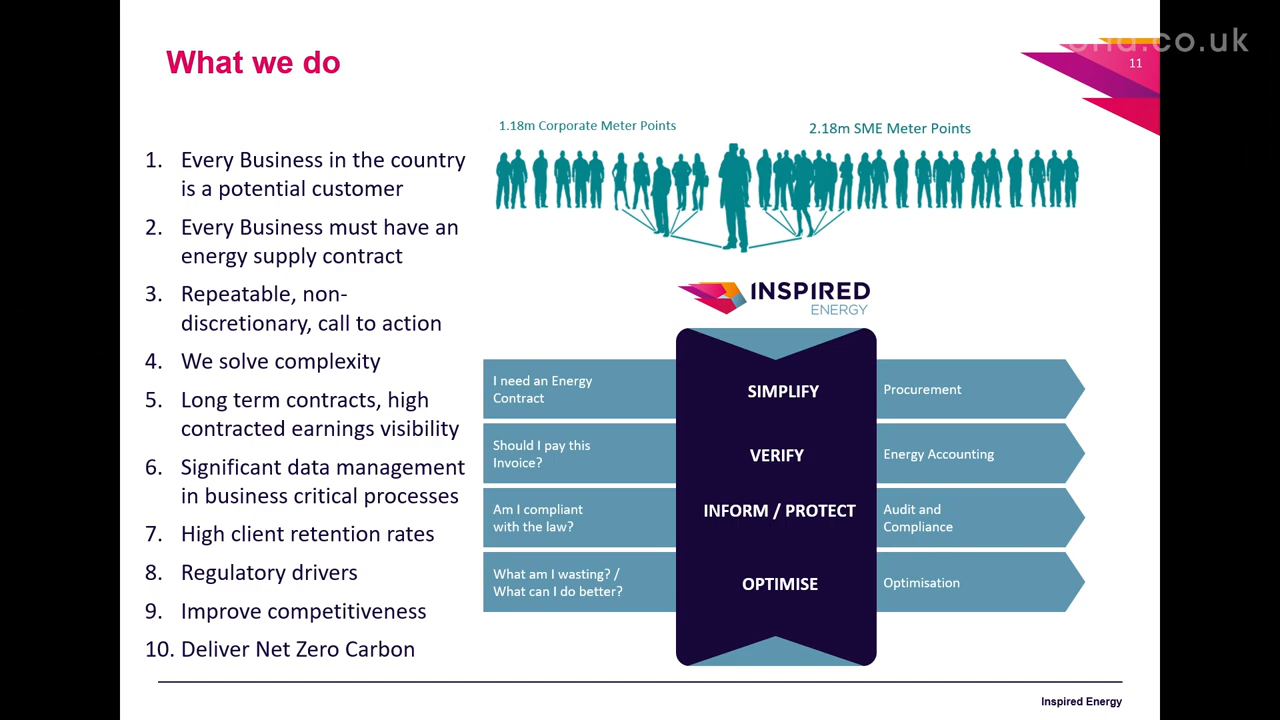 What we do
.co.uk
11
1.18m Corporate Meter Points
2.18m SME Meter Points
1. Every Business in the country
is a potential customer
2. Every Business must have an
energy supply contract
3. Repeatable, non-
discretionary, call to action
4. We solve complexity
5. Long term contracts, high
contracted earnings visibility
6. Significant data management
in business critical processes
7. High client retention rates
8. Regulatory drivers
9. Improve competitiveness
10. Deliver Net Zero Carbon
INSPIRED
ENERGY
I need an Energy
Contract
SIMPLIFY
Procurement
Should I pay this
Invoice?
VERIFY
Energy Accounting
Am I compliant
with the law?
INFORM / PROTECT
Audit and
Compliance
What am I wasting? /
What can I do better?
OPTIMISE
Optimisation
Inspired Energy